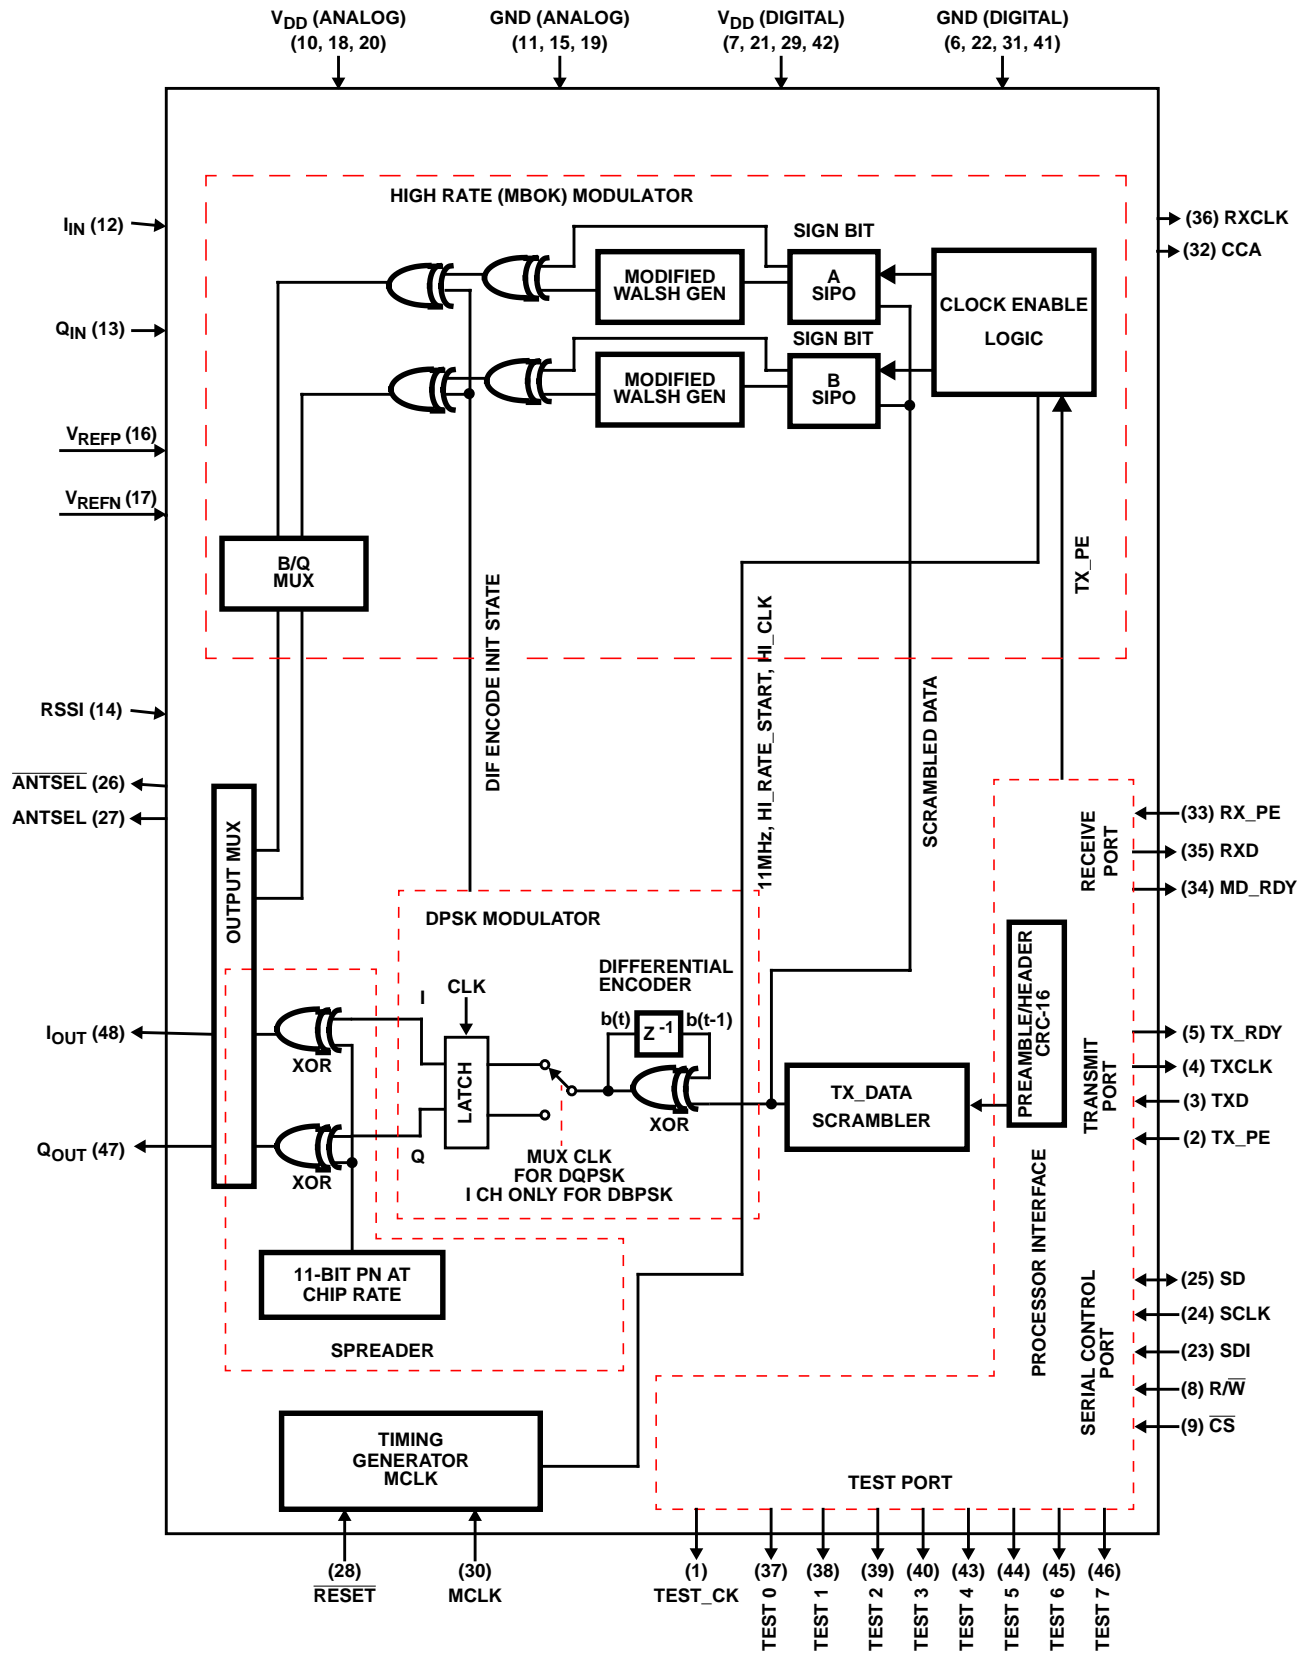 VDD (ANALOG)
(10, 18, 20)
GND (ANALOG)
(11, 15, 19)
VDD (DIGITAL)
(7, 21, 29, 42)
GND (DIGITAL)
(6, 22, 31, 41)
HIGH RATE (MBOK) MODULATOR
IIN (12)
QIN (13)
VREFP (16)
VREFN (17)
RSSI (14)
ANTSEL (26)
ANTSEL (27)
IOUT (48)
QOUT (47)
(36) RXCLK
(32) CCA
SIGN BIT
MODIFIED
WALSH GEN
A
SIPO
CLOCK ENABLE
LOGIC
SIGN BIT
MODIFIED
WALSH GEN
B
SIPO
B/Q
MUX
TX_PE
DIF ENCODE INIT STATE
11MHz, HI_RATE_START, HI_CLK
SCRAMBLED DATA
OUTPUT MUX
DPSK MODULATOR
DIFFERENTIAL
ENCODER
I
CLK
b(t)
Z -1
b(t-1)
LATCH
XOR
XOR
XOR
Q
MUX CLK
FOR DQPSK
I CH ONLY FOR DBPSK
TX_DATA
SCRAMBLER
PREAMBLE/HEADER
CRC-16
RECEIVE
PORT
TRANSMIT
PORT
PROCESSOR INTERFACE
SERIAL CONTROL
PORT
(33) RX_PE
(35) RXD
(34) MD_RDY
(5) TX_RDY
(4) TXCLK
(3) TXD
(2) TX_PE
(25) SD
(24) SCLK
(23) SDI
(8) R/W
(9) CS
11-BIT PN AT
CHIP RATE
SPREADER
TIMING
GENERATOR
MCLK
TEST PORT
(28)
RESET
(30)
MCLK
(1)
TEST_CK
(37)
TEST 0
(38)
TEST 1
(39)
TEST 2
(40)
TEST 3
(43)
TEST 4
(44)
TEST 5
(45)
TEST 6
(46)
TEST 7